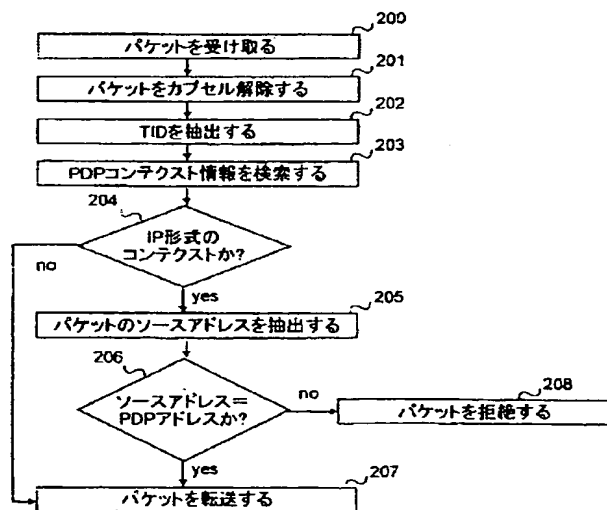 200
パケットを受け取る
201
パケットをカプセル解除する
202
TIDを抽出する
203
PDPコンテクスト情報を検索する
204
IP形式の
コンテクストか?
no
yes
205
パケットのソースアドレスを抽出する
206
ソースアドレス=
PDPアドレスか?
no
208
パケットを拒絶する
yes
207
パケットを転送する